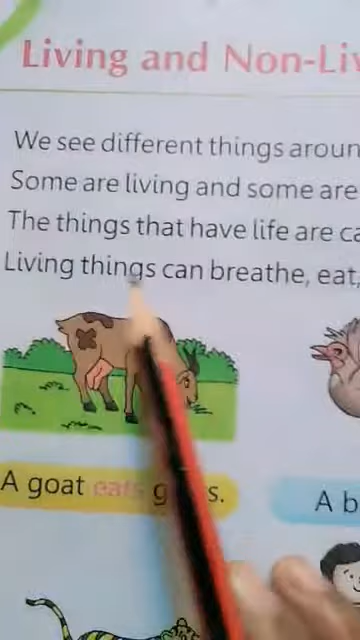 Living and Non-Liv
We see different things aroun
Some are living and some are
The things that have life are ca
Living things can breathe, eat,
A goat eats g s.
A b